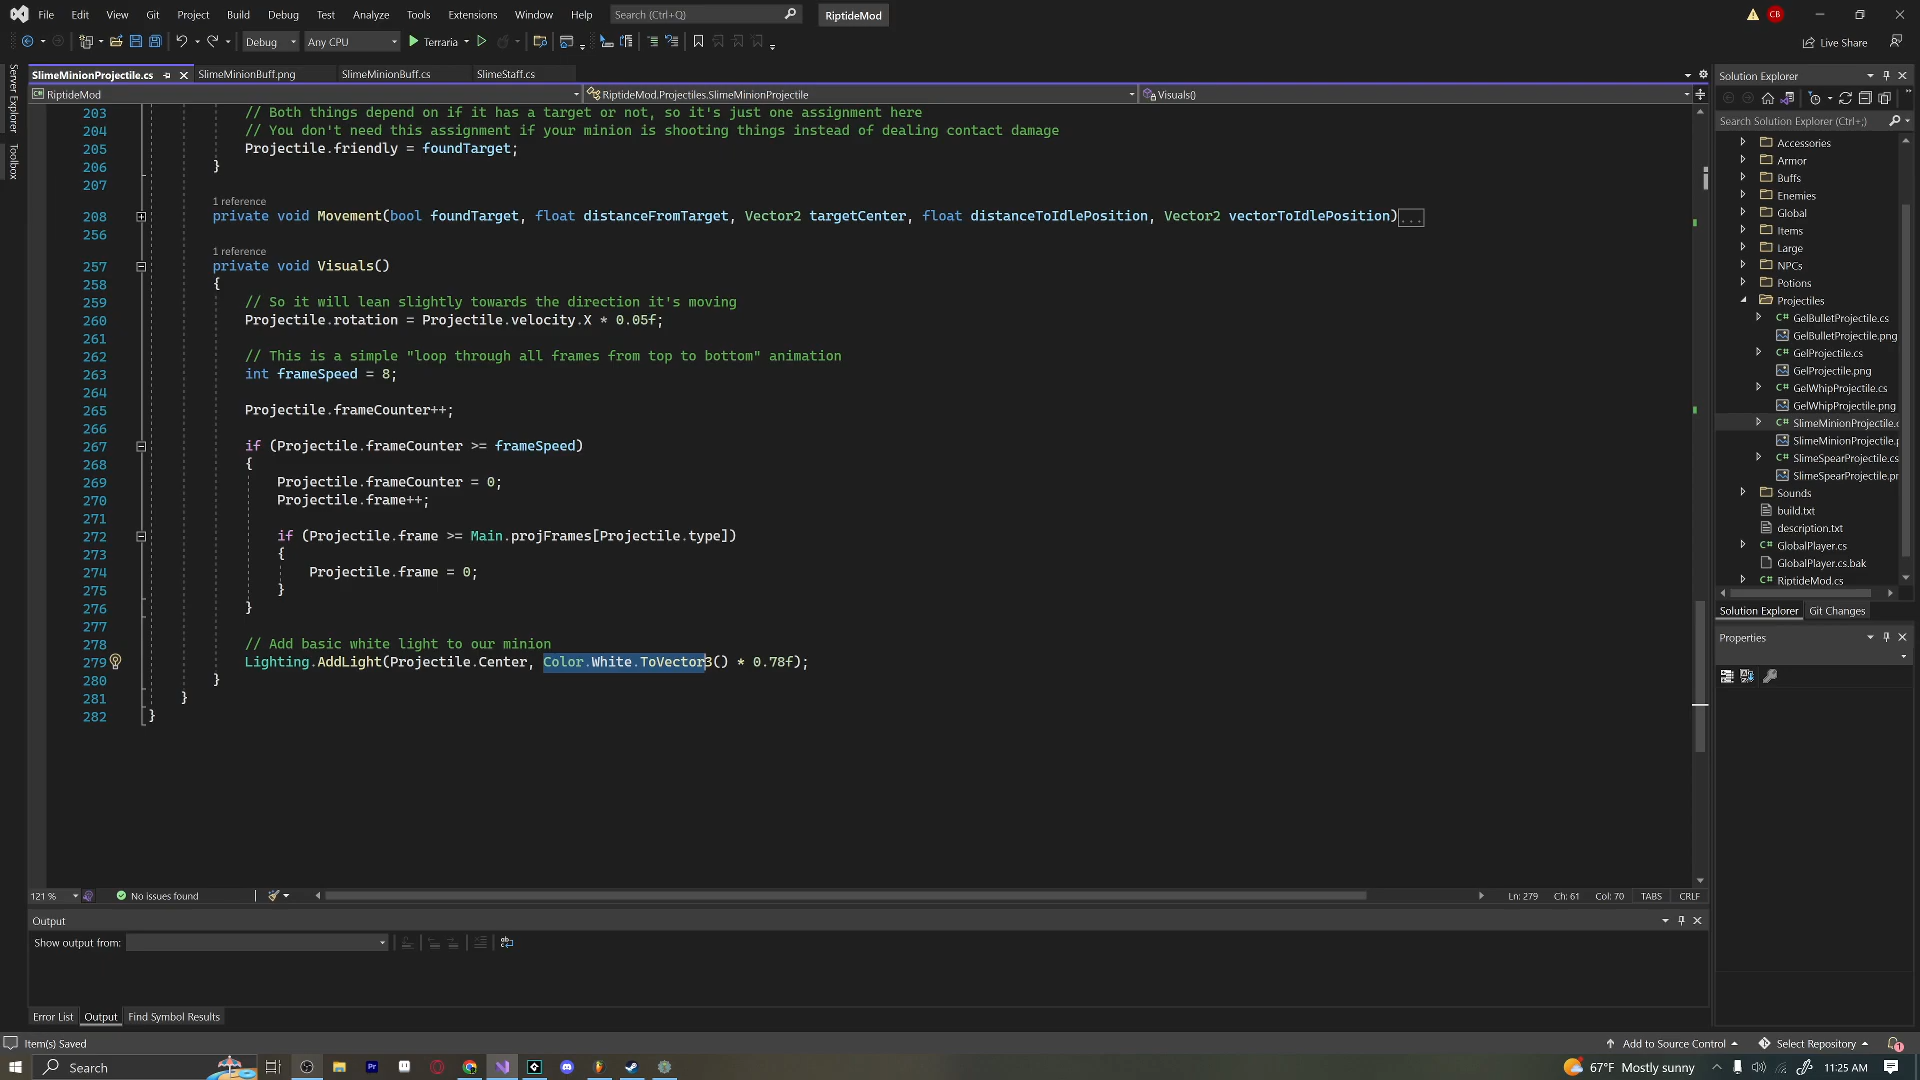 File Edit View Git Project Build Debug Test Analyze Tools Extensions Window Help Search (Ctrl+Q) RiptideMod CB
Debug Any CPU Terraria Live Share
Server Explorer
Toolbox
SlimeMinionProjectile.cs SlimeMinionBuff.png SlimeMinionBuff.cs SlimeStaff.cs
RiptideMod RiptideMod.Projectiles.SlimeMinionProjectile Visuals()
203 // Both things depend on if it has a target or not, so it's just one assignment here
204 // You don't need this assignment if your minion is shooting things instead of dealing contact damage
205 Projectile.friendly = foundTarget;
206 }
207
1 reference
208 private void Movement(bool foundTarget, float distanceFromTarget, Vector2 targetCenter, float distanceToIdlePosition, Vector2 vectorToIdlePosition)...
256
1 reference
257 private void Visuals()
258 {
259 // So it will lean slightly towards the direction it's moving
260 Projectile.rotation = Projectile.velocity.X * 0.05f;
261
262 // This is a simple "loop through all frames from top to bottom" animation
263 int frameSpeed = 8;
264
265 Projectile.frameCounter++;
266
267 if (Projectile.frameCounter >= frameSpeed)
268 {
269 Projectile.frameCounter = 0;
270 Projectile.frame++;
271
272 if (Projectile.frame >= Main.projFrames[Projectile.type])
273 {
274 Projectile.frame = 0;
275 }
276 }
277
278 // Add basic white light to our minion
279 Lighting.AddLight(Projectile.Center, Color.White.ToVector3() * 0.78f);
280 }
281 }
282 }
121 % No issues found Ln: 279 Ch: 61 Col: 70 TABS CRLF
Output
Show output from:
Error List Output Find Symbol Results
Solution Explorer
Search Solution Explorer (Ctrl+;)
Accessories
Armor
Buffs
Enemies
Global
Items
Large
NPCs
Potions
Projectiles
C# GelBulletProjectile.cs
GelBulletProjectile.png
C# GelProjectile.cs
GelProjectile.png
C# GelWhipProjectile.cs
GelWhipProjectile.png
C# SlimeMinionProjectile.c
SlimeMinionProjectile.p
C# SlimeSpearProjectile.cs
SlimeSpearProjectile.pr
Sounds
build.txt
description.txt
C# GlobalPlayer.cs
GlobalPlayer.cs.bak
C# RiptideMod.cs
Solution Explorer Git Changes
Properties
Item(s) Saved Add to Source Control Select Repository 1
Search 67°F Mostly sunny 11:25 AM